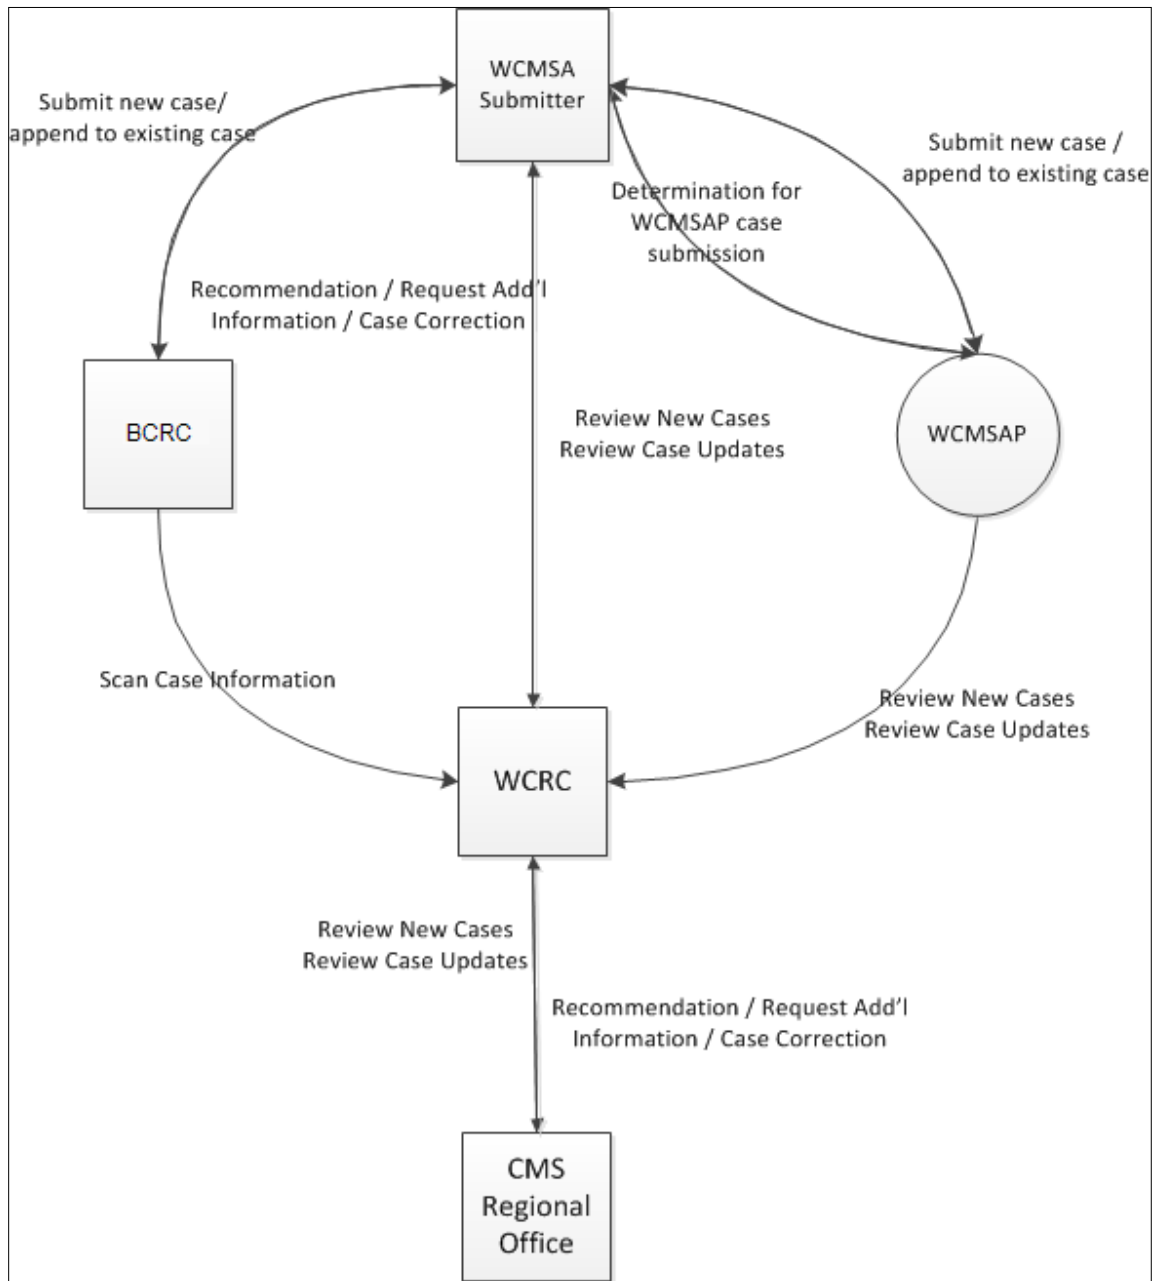 WCMSA
Submitter
Submit new case/
append to existing case
Submit new case /
append to existing case
Determination for
WCMSAP case
submission
Recommendation / Request Add'l
Information / Case Correction
BCRC
Review New Cases
Review Case Updates
WCMSAP
Scan Case Information
Review New Cases
Review Case Updates
WCRC
Review New Cases
Review Case Updates
Recommendation / Request Add'l
Information / Case Correction
CMS
Regional
Office